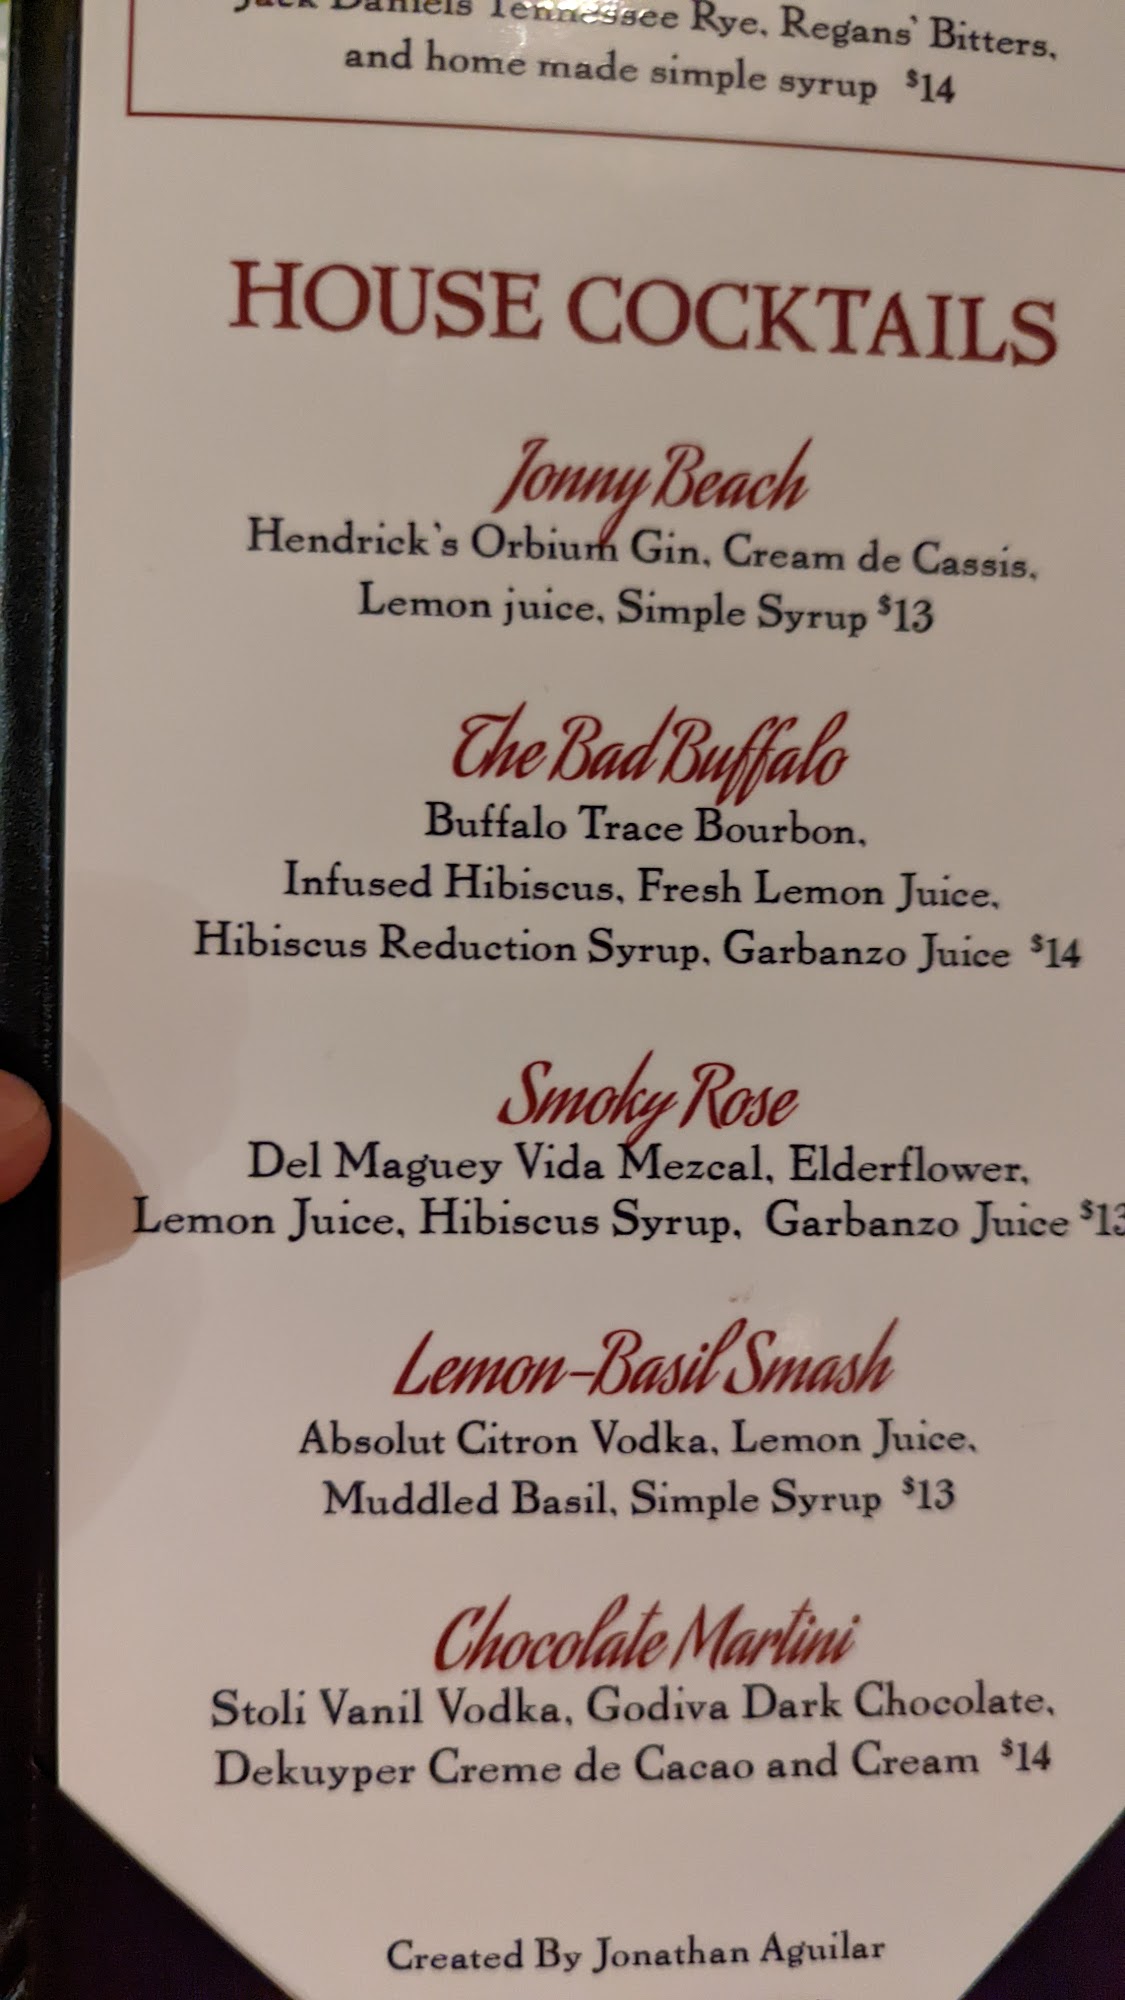 Jack Daniels Tennessee Rye, Regans' Bitters,
and home made simple syrup $14
HOUSE COCKTAILS
Jonny Beach
Hendrick's Orbium Gin, Cream de Cassis,
Lemon juice, Simple Syrup $13
The Bad Buffalo
Buffalo Trace Bourbon,
Infused Hibiscus, Fresh Lemon Juice,
Hibiscus Reduction Syrup, Garbanzo Juice $14
Smoky Rose
Del Maguey Vida Mezcal, Elderflower,
Lemon Juice, Hibiscus Syrup, Garbanzo Juice $13
Lemon-Basil Smash
Absolut Citron Vodka, Lemon Juice,
Muddled Basil, Simple Syrup $13
Chocolate Martini
Stoli Vanil Vodka, Godiva Dark Chocolate,
Dekuyper Creme de Cacao and Cream $14
Created By Jonathan Aguilar